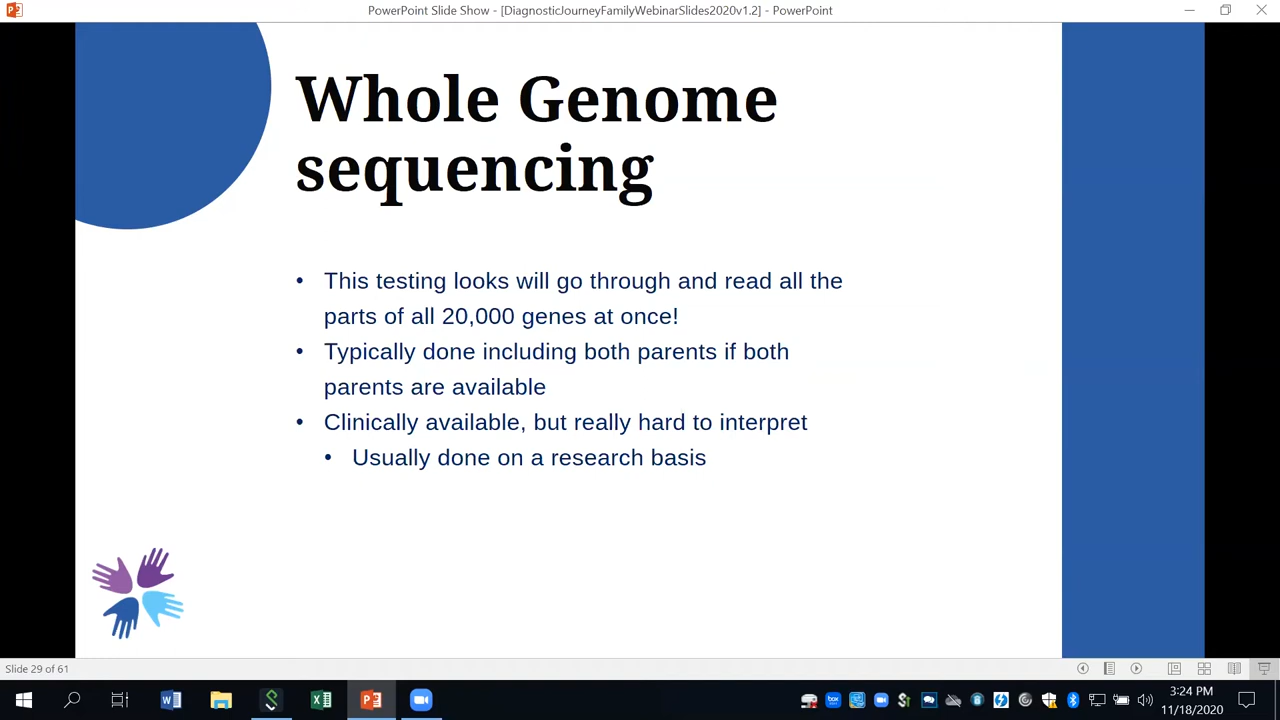 PowerPoint Slide Show - [DiagnosticJourneyFamilyWebinarSlides2020v1.2] - PowerPoint
Whole Genome
sequencing
• This testing looks will go through and read all the
parts of all 20,000 genes at once!
• Typically done including both parents if both
parents are available
• Clinically available, but really hard to interpret
• Usually done on a research basis
Slide 29 of 61
3:24 PM
11/18/2020